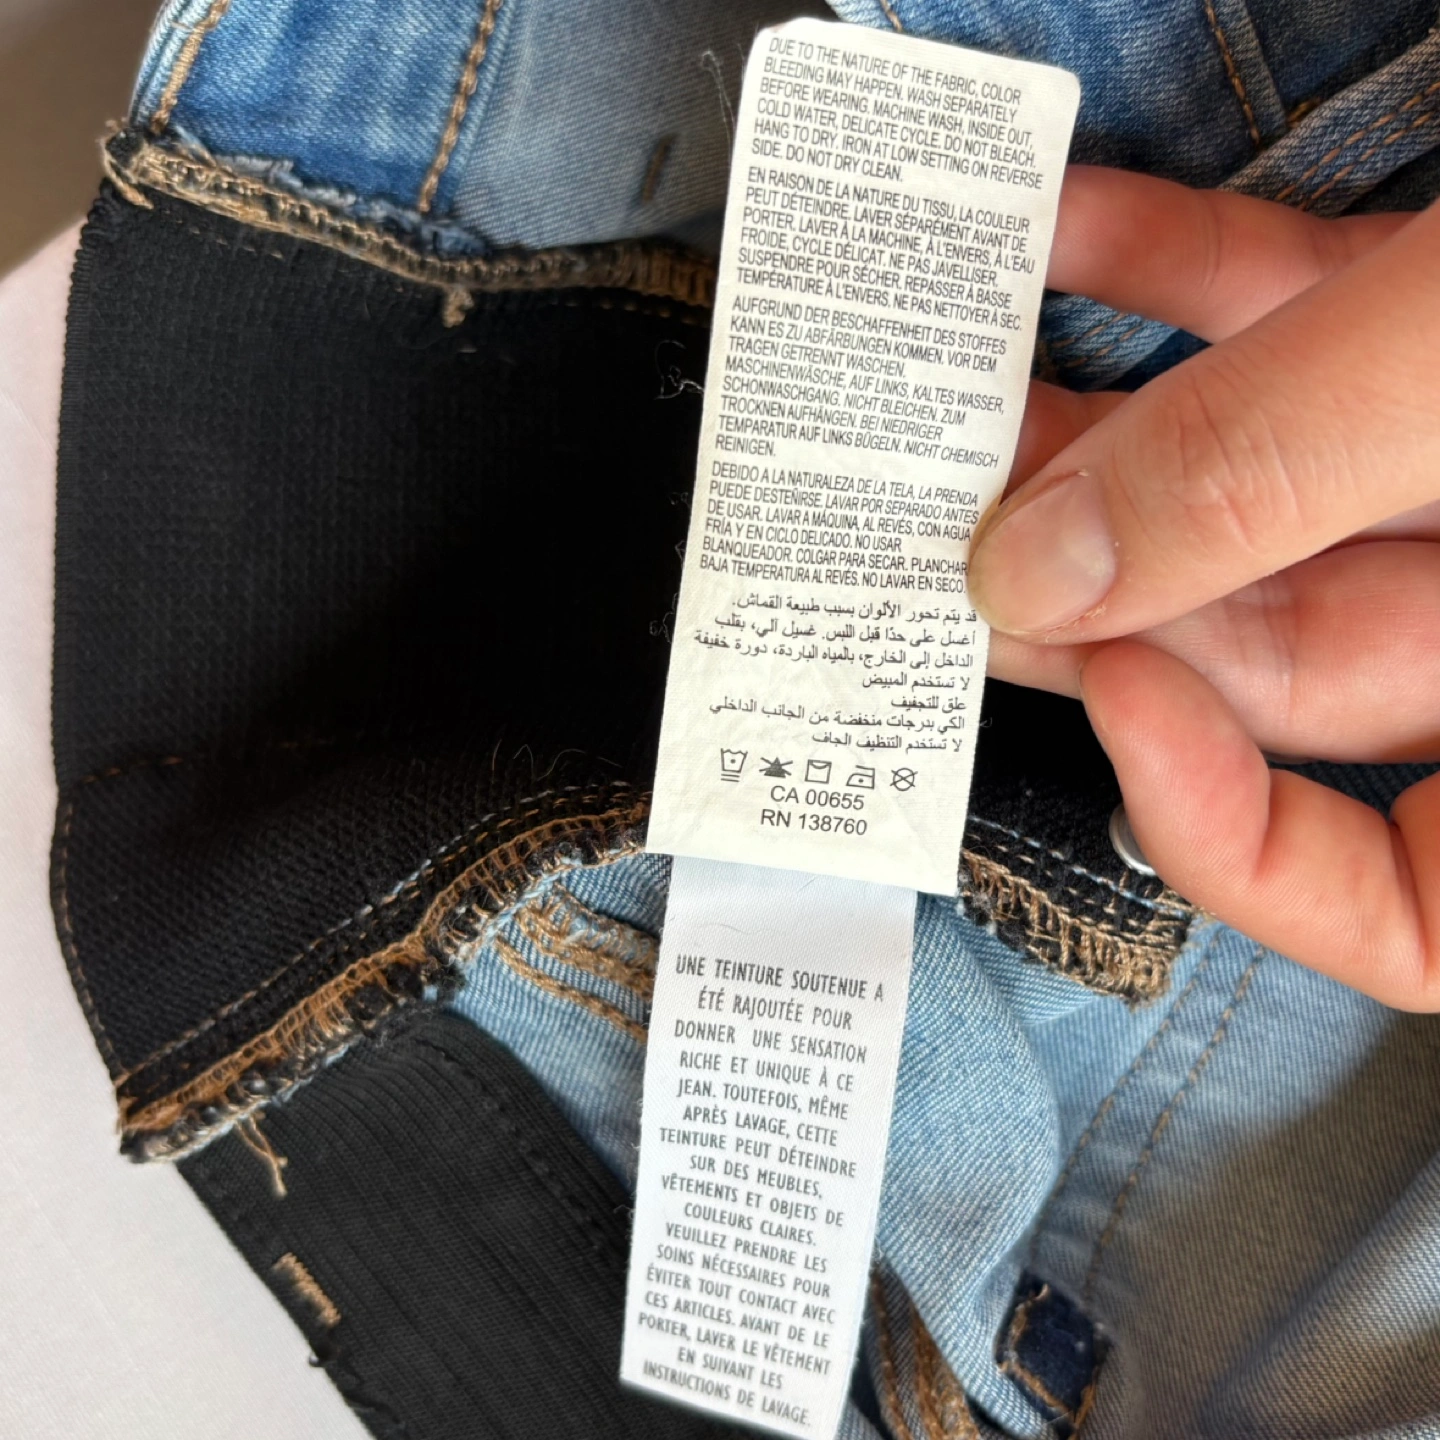 DUE TO THE NATURE OF THE FABRIC, COLOR
BLEEDING MAY HAPPEN. WASH SEPARATELY
BEFORE WEARING. MACHINE WASH, INSIDE OUT,
COLD WATER, DELICATE CYCLE. DO NOT BLEACH.
HANG TO DRY. IRON AT LOW SETTING ON REVERSE
SIDE. DO NOT DRY CLEAN.
EN RAISON DE LA NATURE DU TISSU, LA COULEUR
PEUT DÉTEINDRE. LAVER SÉPARÉMENT AVANT DE
PORTER. LAVER À LA MACHINE, À L'ENVERS, À L'EAU
FROIDE, CYCLE DÉLICAT. NE PAS JAVELLISER.
SUSPENDRE POUR SÉCHER. REPASSER À BASSE
TEMPÉRATURE À L'ENVERS. NE PAS NETTOYER À SEC.
AUFGRUND DER BESCHAFFENHEIT DES STOFFES
KANN ES ZU ABFÄRBUNGEN KOMMEN. VOR DEM
TRAGEN GETRENNT WASCHEN.
MASCHINENWÄSCHE, AUF LINKS, KALTES WASSER,
SCHONWASCHGANG. NICHT BLEICHEN. ZUM
TROCKNEN AUFHÄNGEN. BEI NIEDRIGER
TEMPARATUR AUF LINKS BÜGELN. NICHT CHEMISCH
REINIGEN.
DEBIDO A LA NATURALEZA DE LA TELA, LA PRENDA
PUEDE DESTEÑIRSE. LAVAR POR SEPARADO ANTES
DE USAR. LAVAR A MÁQUINA, AL REVÉS, CON AGUA
FRÍA Y EN CICLO DELICADO. NO USAR
BLANQUEADOR. COLGAR PARA SECAR. PLANCHAR
BAJA TEMPERATURA AL REVÉS. NO LAVAR EN SECO.
قد يتم تحور الألوان بسبب طبيعة القماش.
أغسل على حدًا قبل اللبس. غسيل آلي، بقلب
الداخل إلى الخارج، بالمياه الباردة، دورة خفيفة
لا تستخدم المبيض
علق للتجفيف
الكي بدرجات منخفضة من الجانب الداخلي
لا تستخدم التنظيف الجاف
CA 00655
RN 138760
UNE TEINTURE SOUTENUE A
ÉTÉ RAJOUTÉE POUR
DONNER UNE SENSATION
RICHE ET UNIQUE À CE
JEAN. TOUTEFOIS, MÊME
APRÈS LAVAGE, CETTE
TEINTURE PEUT DÉTEINDRE
SUR DES MEUBLES,
VÊTEMENTS ET OBJETS DE
COULEURS CLAIRES.
VEUILLEZ PRENDRE LES
SOINS NÉCESSAIRES POUR
ÉVITER TOUT CONTACT AVEC
CES ARTICLES. AVANT DE LE
PORTER, LAVER LE VÊTEMENT
EN SUIVANT LES
INSTRUCTIONS DE LAVAGE.